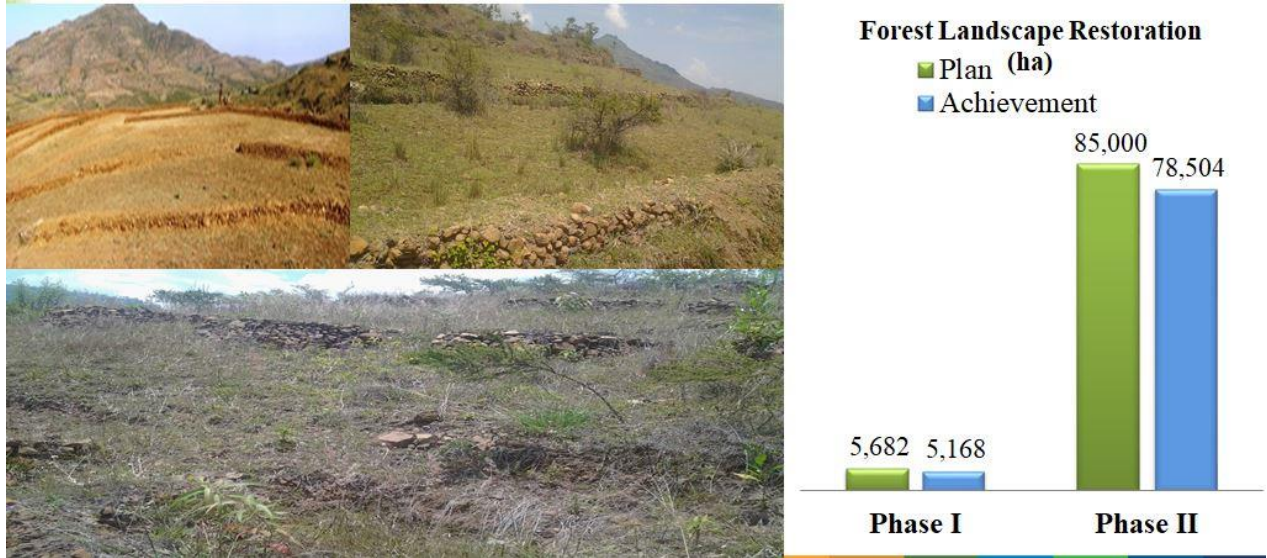 Forest Landscape Restoration
(ha)
Plan
Achievement
85,000
78,504
5,682
5,168
Phase I
Phase II